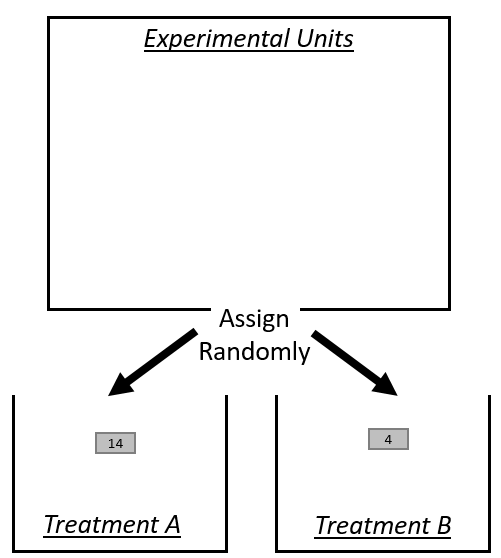 Experimental Units
Assign
Randomly
14
4
Treatment A
Treatment B